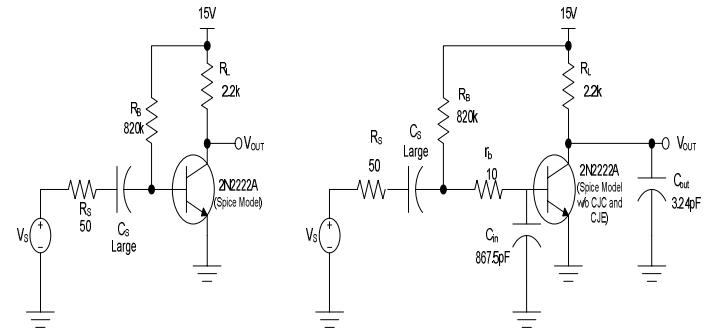 15V
R_L
2.2k
R_B
820k
V_OUT
2N2222A
(Spice Model)
R_S
50
C_S
Large
V_S
+
−
15V
R_L
2.2k
R_B
820k
V_OUT
R_S
50
C_S
Large
r_b
10
2N2222A
(Spice Model
w/o CJC and
CJE)
C_out
3.24pF
C_in
867.5pF
V_S
+
−